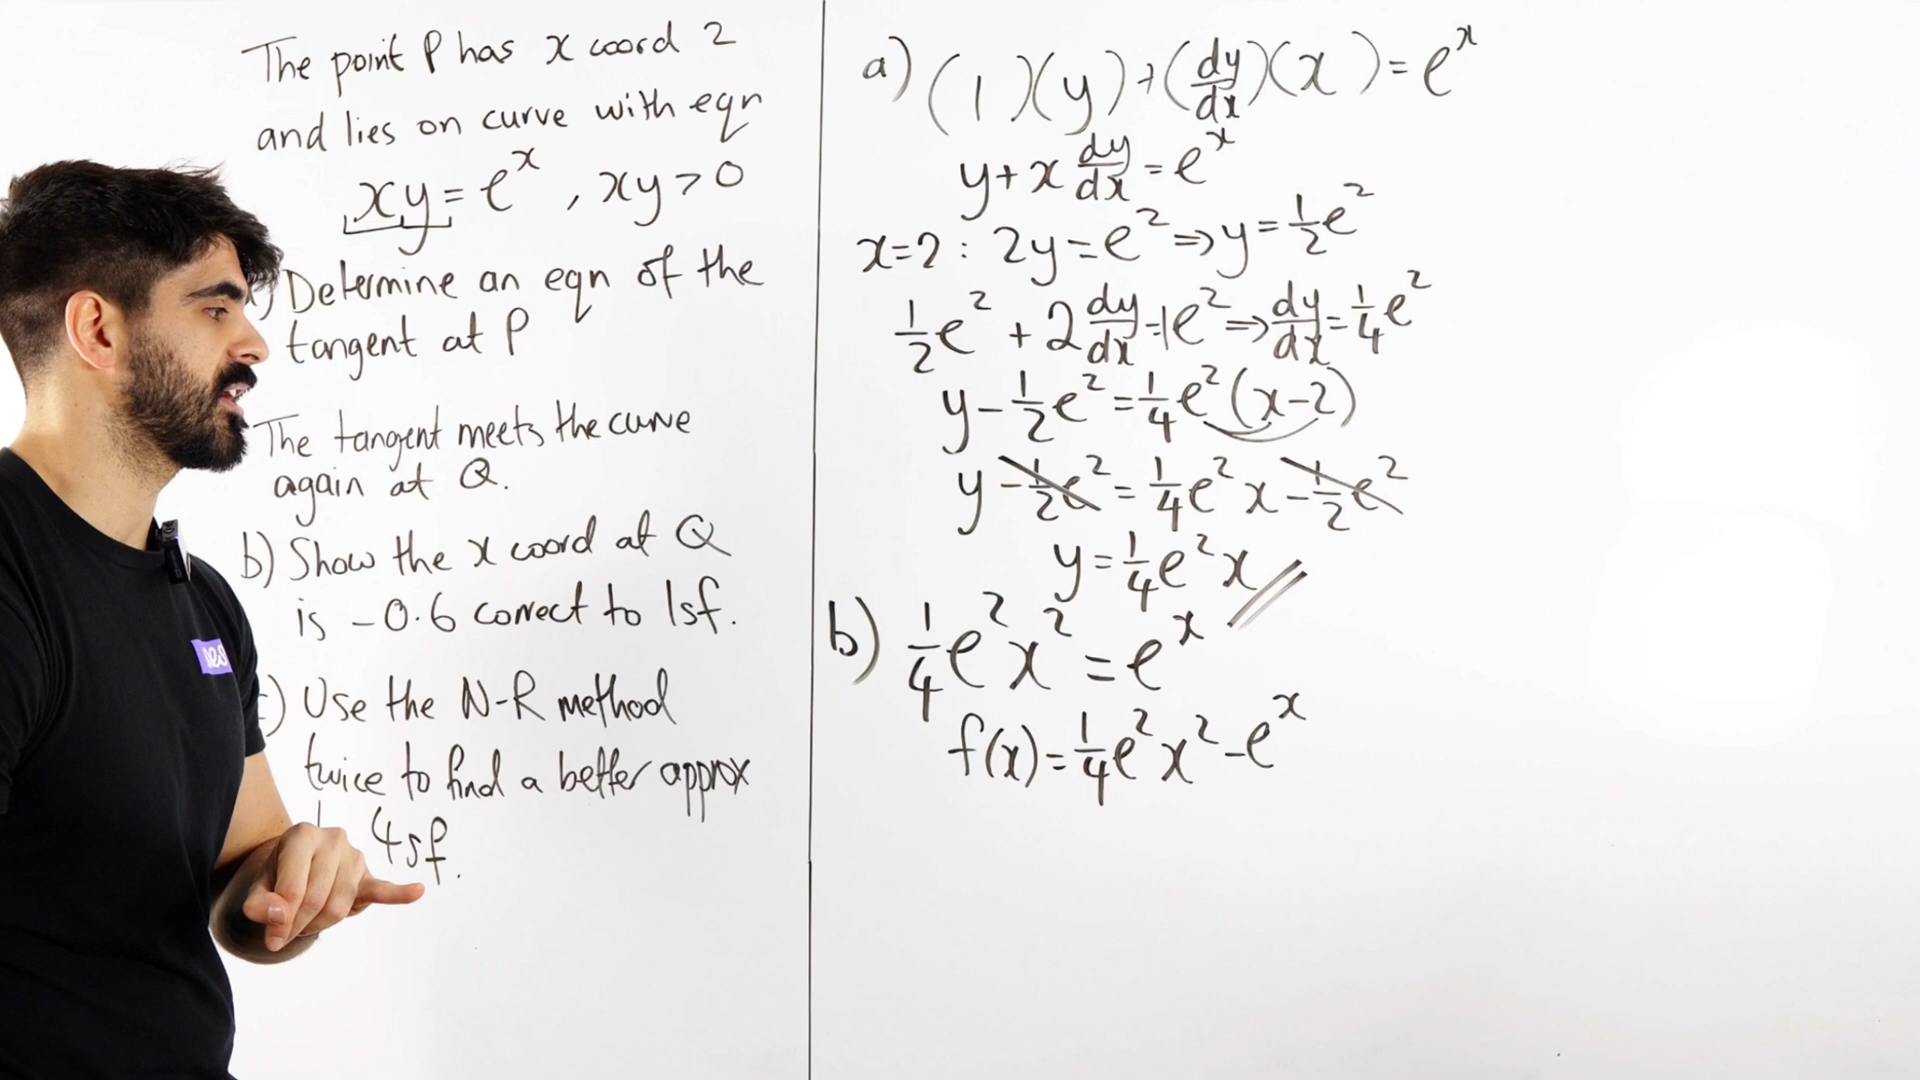 The point P has x coord 2
and lies on curve with eqn
xy = e^x , xy > 0
) Determine an eqn of the
tangent at P
The tangent meets the curve
again at Q.
b) Show the x coord at Q
is -0.6 correct to 1sf.
) Use the N-R method
twice to find a better approx
4sf.
a) (1)(y) + (dy/dx)(x) = e^x
y + x dy/dx = e^x
x=2 : 2y = e^2 ⇒ y = 1/2 e^2
1/2 e^2 + 2 dy/dx = 1e^2 ⇒ dy/dx = 1/4 e^2
y - 1/2 e^2 = 1/4 e^2 (x-2)
y - 1/2 e^2 = 1/4 e^2 x - 1/2 e^2
y = 1/4 e^2 x
b) 1/4 e^2 x^2 = e^x
f(x) = 1/4 e^2 x^2 - e^x